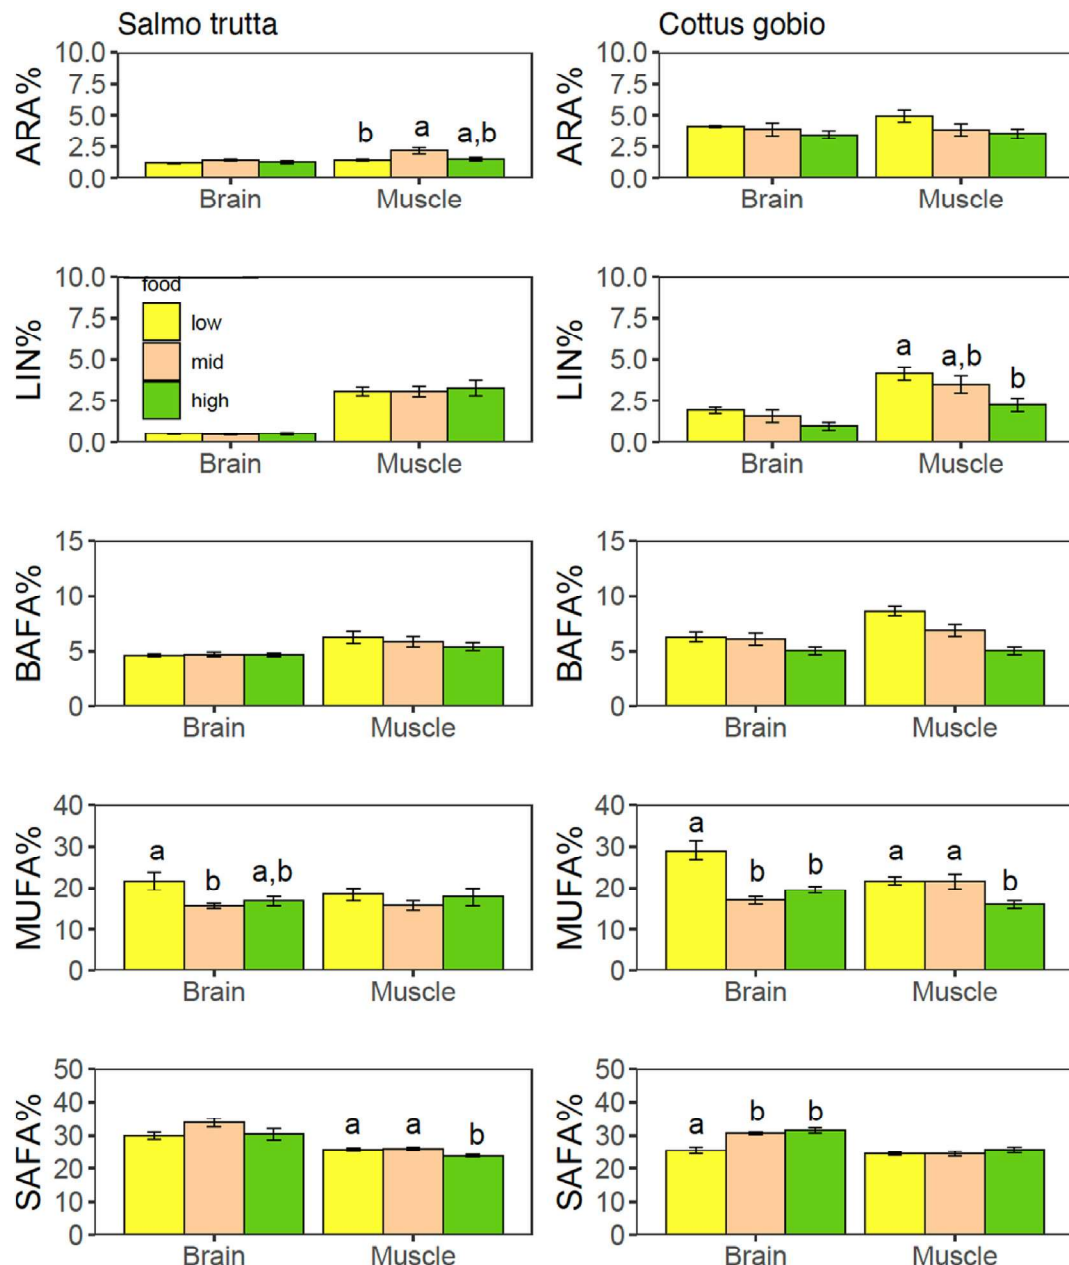 Salmo trutta Cottus gobio
ARA%
10.0
7.5
5.0
2.5
0.0
b a a,b
Brain Muscle
ARA%
10.0
7.5
5.0
2.5
0.0
Brain Muscle
LIN%
10.0
7.5
5.0
2.5
0.0
food
low
mid
high
Brain Muscle
LIN%
10.0
7.5
5.0
2.5
0.0
a a,b b
Brain Muscle
BAFA%
15
10
5
0
Brain Muscle
BAFA%
15
10
5
0
Brain Muscle
MUFA%
40
30
20
10
0
a b a,b
Brain Muscle
MUFA%
40
30
20
10
0
a b b a a b
Brain Muscle
SAFA%
50
40
30
20
10
0
a a b
Brain Muscle
SAFA%
50
40
30
20
10
0
a b b
Brain Muscle